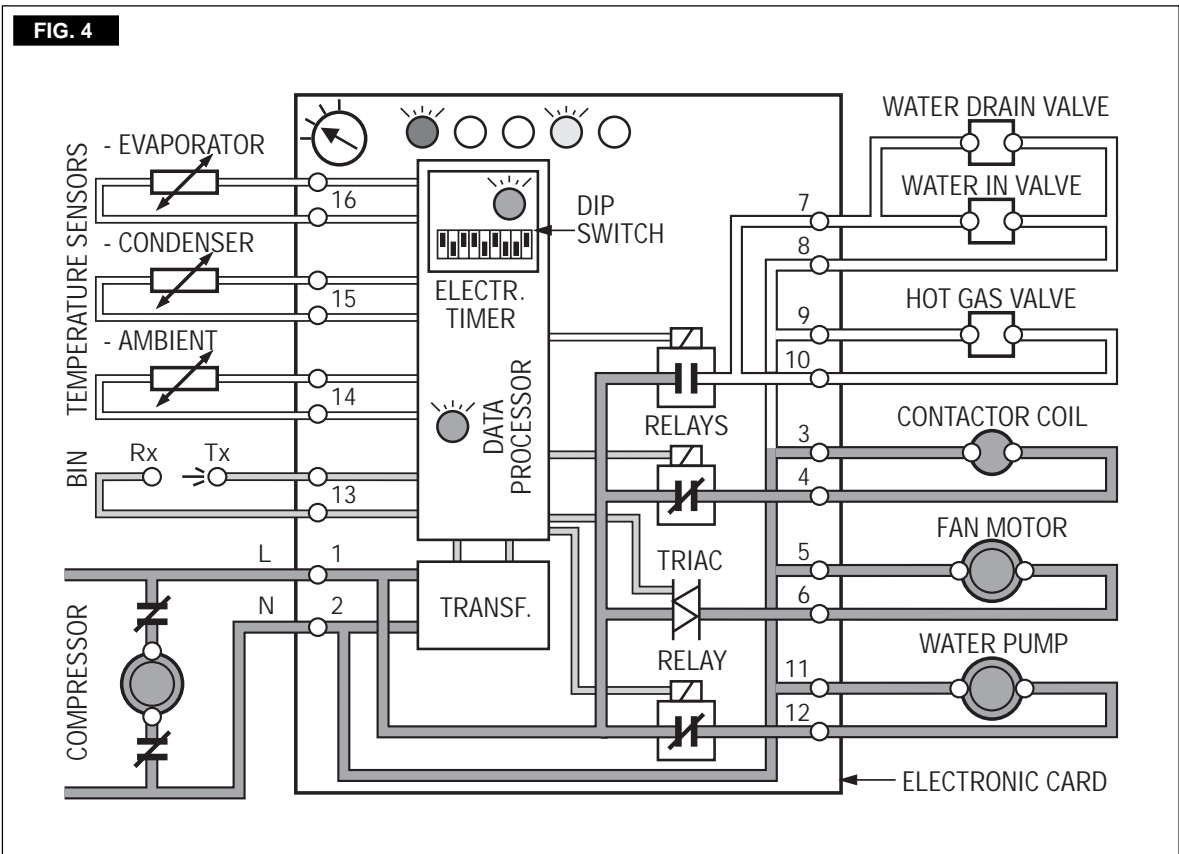 FIG. 4
TEMPERATURE SENSORS
- EVAPORATOR
16
- CONDENSER
15
- AMBIENT
14
BIN
Rx
Tx
13
L
1
N
2
COMPRESSOR
DIP
SWITCH
ELECTR.
TIMER
DATA
PROCESSOR
TRANSF.
RELAYS
TRIAC
RELAY
7
8
9
10
3
4
5
6
11
12
WATER DRAIN VALVE
WATER IN VALVE
HOT GAS VALVE
CONTACTOR COIL
FAN MOTOR
WATER PUMP
ELECTRONIC CARD